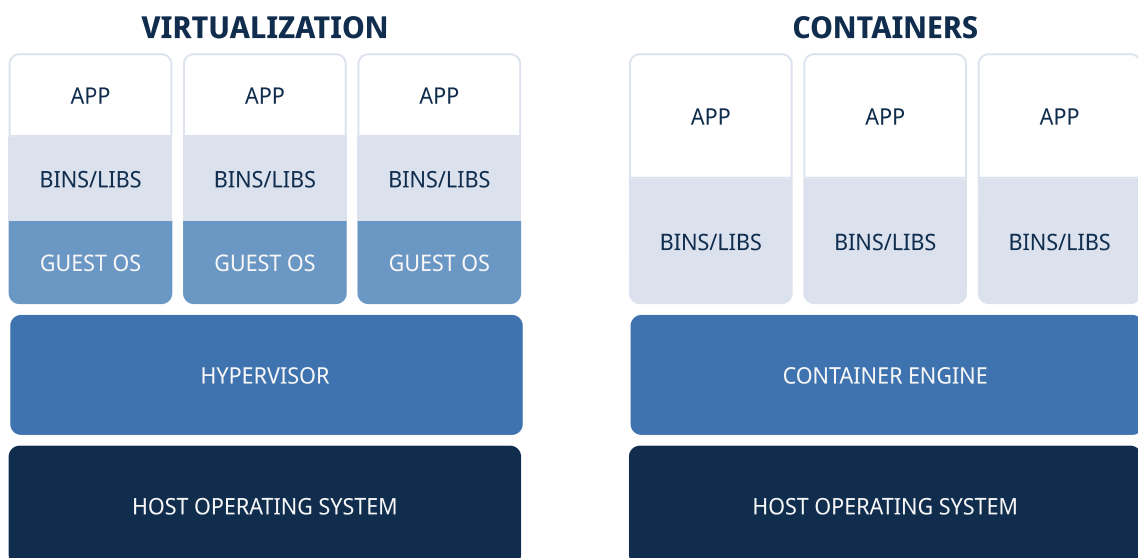 VIRTUALIZATION
APP APP APP
BINS/LIBS BINS/LIBS BINS/LIBS
GUEST OS GUEST OS GUEST OS
HYPERVISOR
HOST OPERATING SYSTEM
CONTAINERS
APP APP APP
BINS/LIBS BINS/LIBS BINS/LIBS
CONTAINER ENGINE
HOST OPERATING SYSTEM